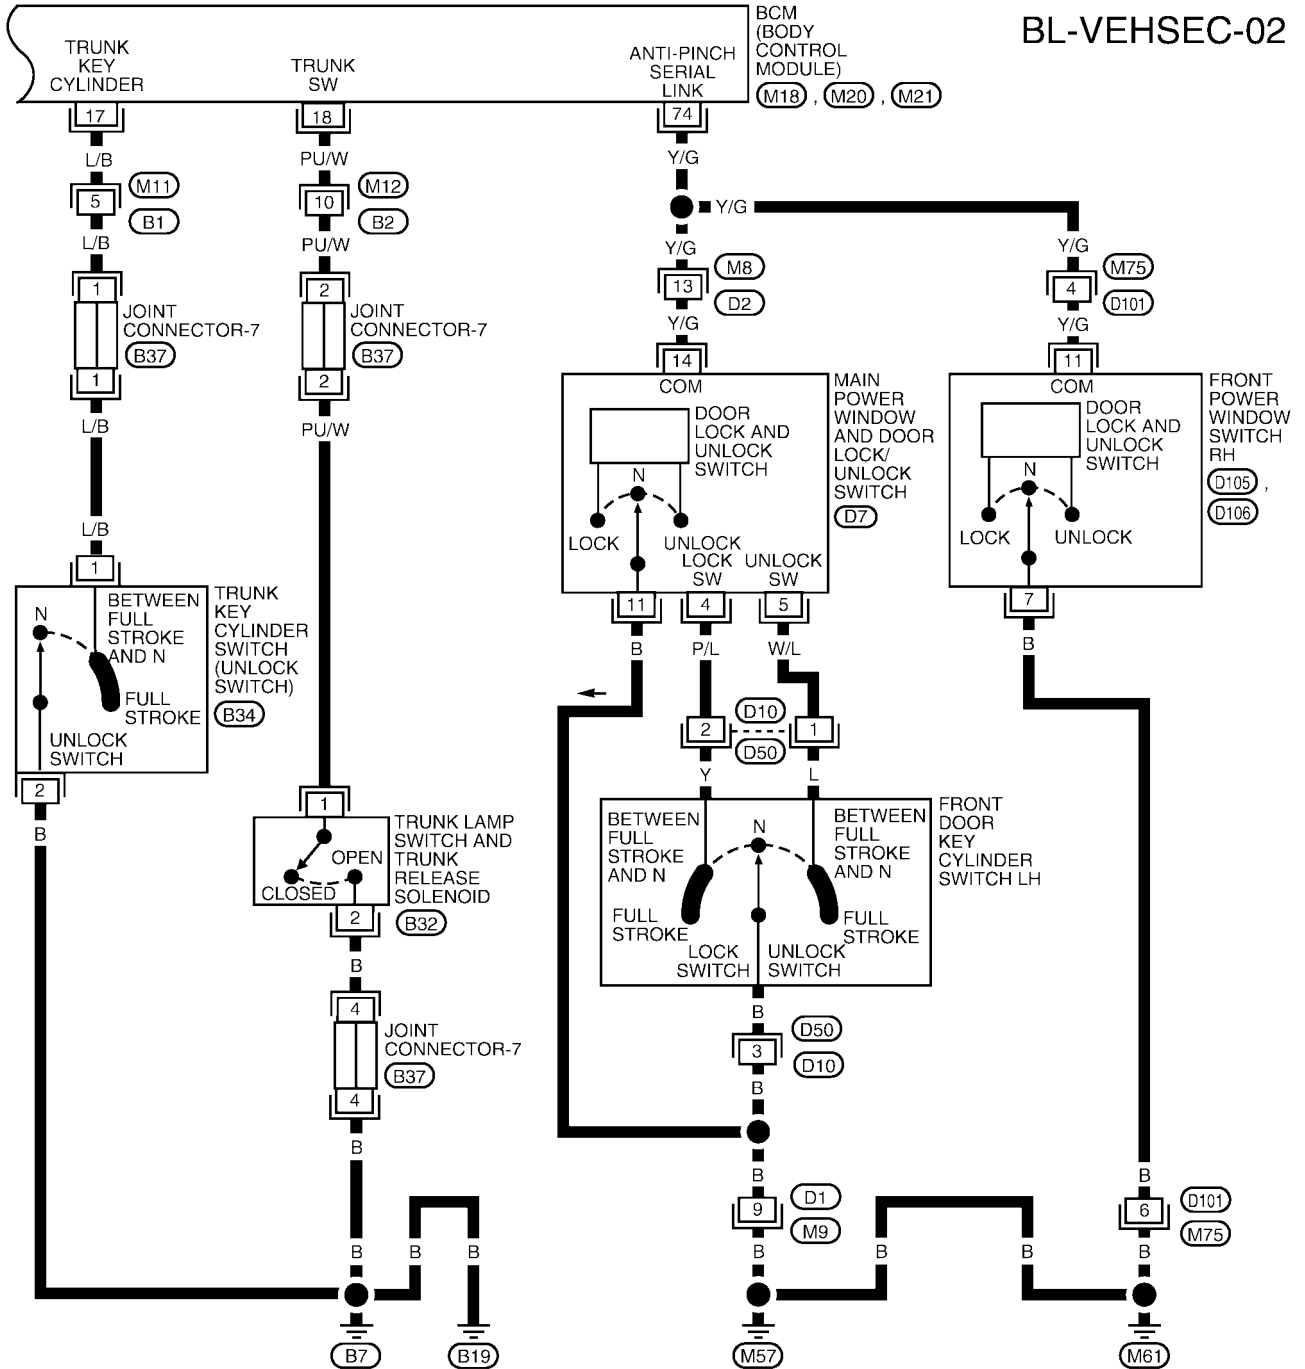 BL-VEHSEC-02
BCM
(BODY
CONTROL
MODULE)
M18 , M20 , M21
TRUNK
KEY
CYLINDER
TRUNK
SW
ANTI-PINCH
SERIAL
LINK
17
18
74
L/B
PU/W
Y/G
5
M11
B1
10
M12
B2
Y/G
L/B
PU/W
Y/G
Y/G
13
M8
D2
4
M75
D101
1
JOINT
CONNECTOR-7
B37
1
2
JOINT
CONNECTOR-7
B37
2
Y/G
Y/G
14
11
L/B
PU/W
L/B
COM
DOOR
LOCK AND
UNLOCK
SWITCH
N
LOCK
UNLOCK
LOCK
SW
UNLOCK
SW
MAIN
POWER
WINDOW
AND DOOR
LOCK/
UNLOCK
SWITCH
D7
COM
DOOR
LOCK AND
UNLOCK
SWITCH
N
LOCK
UNLOCK
FRONT
POWER
WINDOW
SWITCH
RH
D105 ,
D106
1
N
BETWEEN
FULL
STROKE
AND N
FULL
STROKE
UNLOCK
SWITCH
TRUNK
KEY
CYLINDER
SWITCH
(UNLOCK
SWITCH)
B34
2
B
11
4
5
7
B
P/L
W/L
B
2
D10
D50
1
Y
L
1
OPEN
CLOSED
TRUNK LAMP
SWITCH AND
TRUNK
RELEASE
SOLENOID
B32
2
B
BETWEEN
FULL
STROKE
AND N
N
BETWEEN
FULL
STROKE
AND N
FULL
STROKE
FULL
STROKE
LOCK
SWITCH
UNLOCK
SWITCH
FRONT
DOOR
KEY
CYLINDER
SWITCH LH
4
JOINT
CONNECTOR-7
B37
4
B
B
3
D50
D10
B
B
9
D1
M9
B
B
6
D101
M75
B
B
B
B
B
B
B7
B19
M57
M61